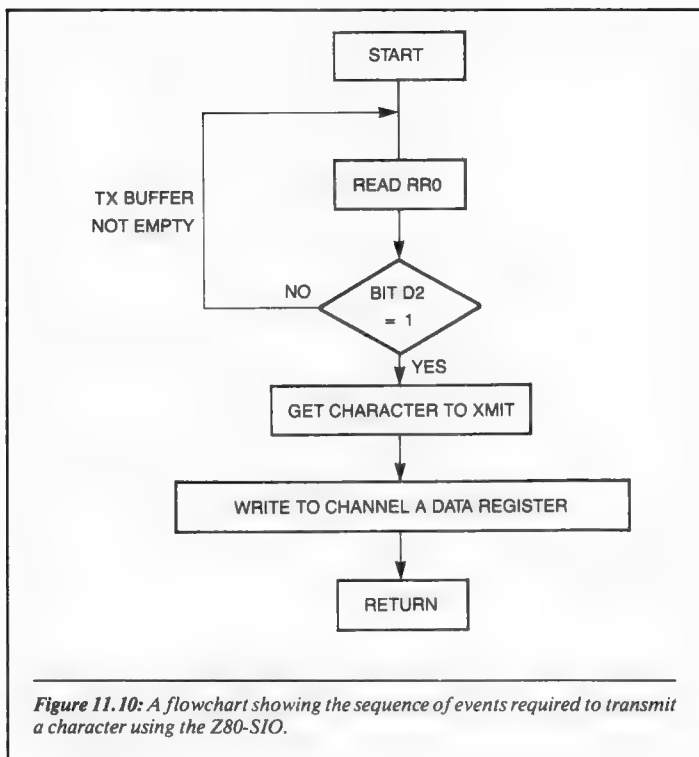 START
READ RR0
TX BUFFER
NOT EMPTY
NO
BIT D2
= 1
YES
GET CHARACTER TO XMIT
WRITE TO CHANNEL A DATA REGISTER
RETURN
Figure 11.10: A flowchart showing the sequence of events required to transmit
a character using the Z80-SIO.